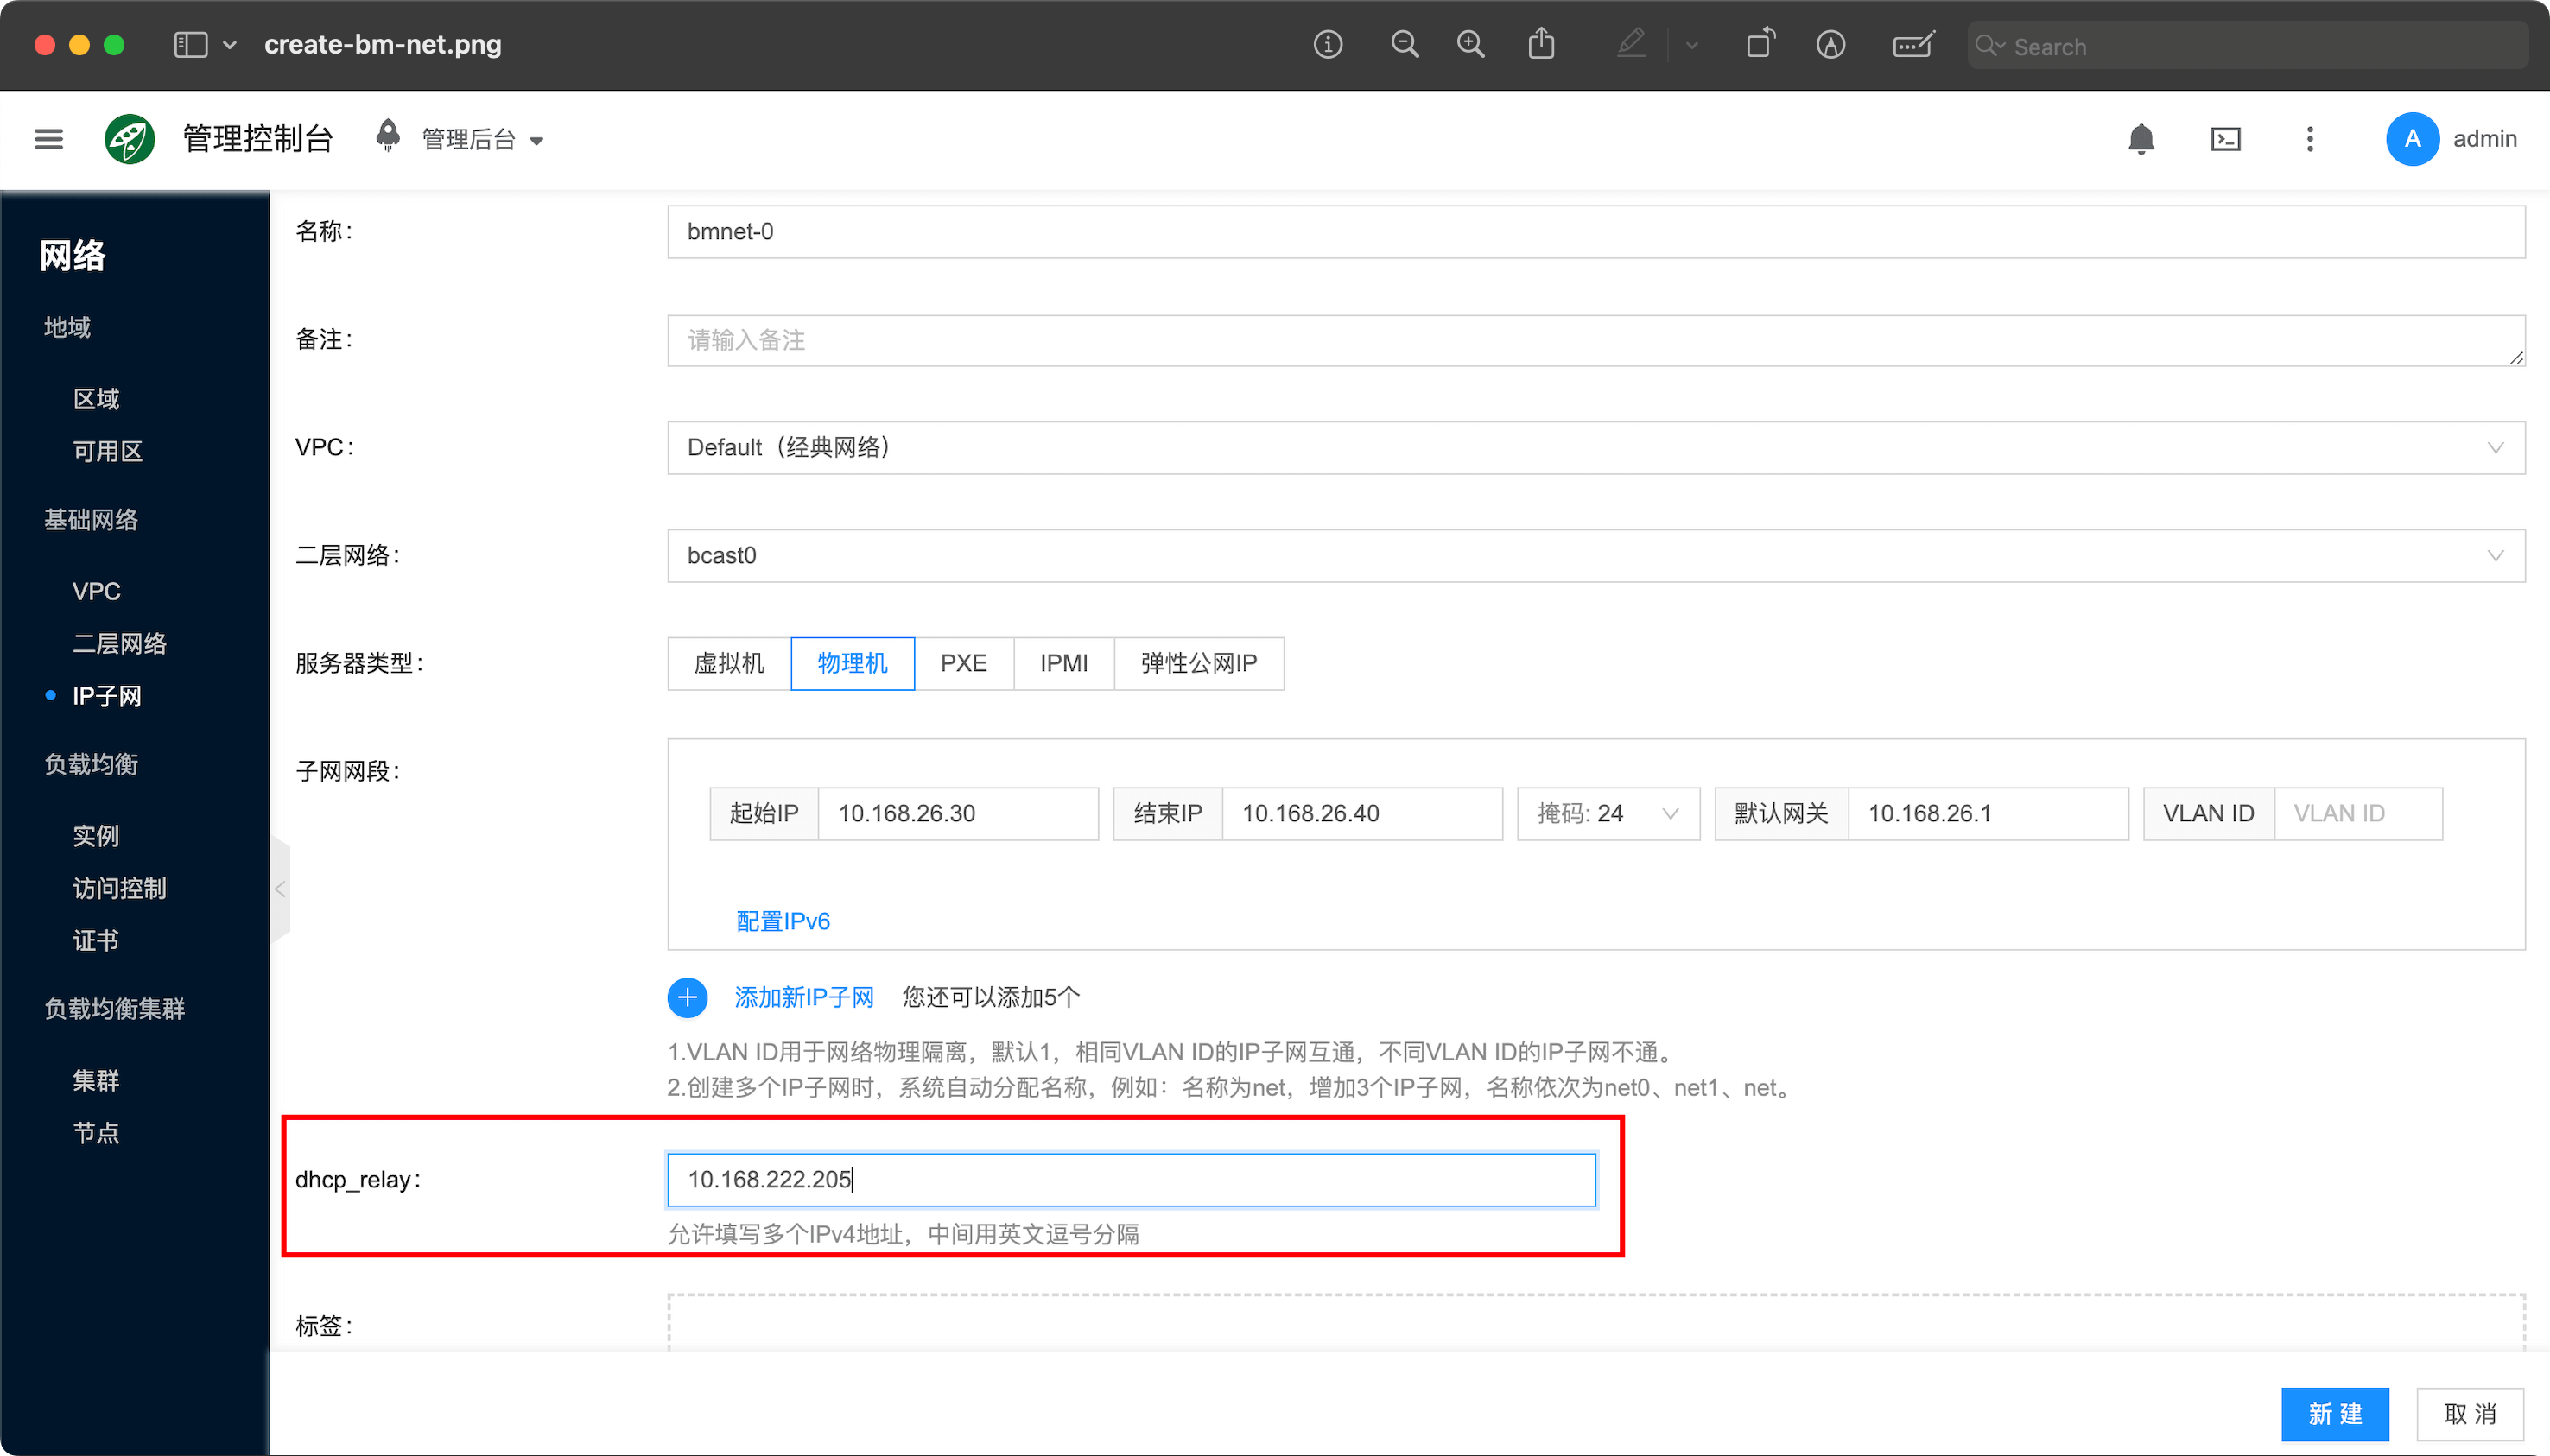 create-bm-net.png
Search
管理控制台
管理后台
A
admin
网络
地域
区域
可用区
基础网络
VPC
二层网络
IP子网
负载均衡
实例
访问控制
证书
负载均衡集群
集群
节点
名称:
bmnet-0
备注:
请输入备注
VPC:
Default（经典网络）
二层网络:
bcast0
服务器类型:
虚拟机 物理机 PXE IPMI 弹性公网IP
子网网段:
起始IP 10.168.26.30 结束IP 10.168.26.40 掩码: 24 默认网关 10.168.26.1 VLAN ID VLAN ID
配置IPv6
添加新IP子网 您还可以添加5个
1.VLAN ID用于网络物理隔离，默认1，相同VLAN ID的IP子网互通，不同VLAN ID的IP子网不通。
2.创建多个IP子网时，系统自动分配名称，例如：名称为net，增加3个IP子网，名称依次为net0、net1、net。
dhcp_relay:
10.168.222.205
允许填写多个IPv4地址，中间用英文逗号分隔
标签:
新 建
取 消